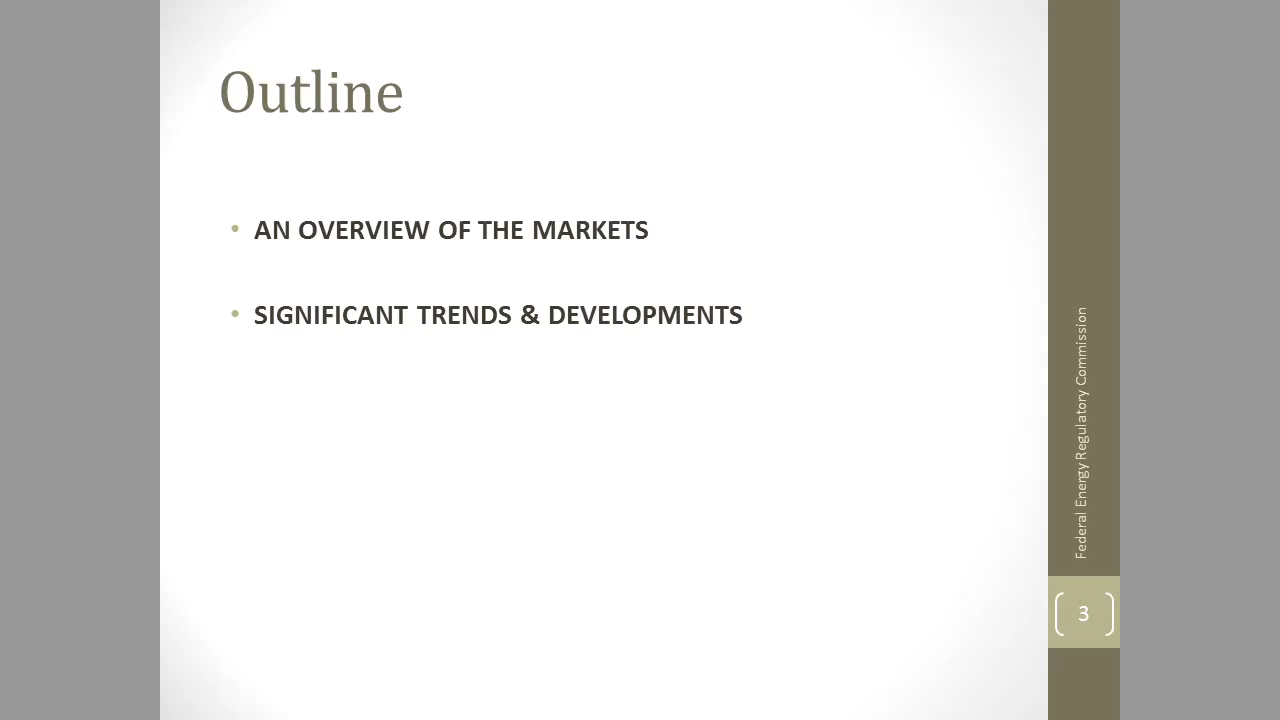 Outline
• AN OVERVIEW OF THE MARKETS
• SIGNIFICANT TRENDS & DEVELOPMENTS
Federal Energy Regulatory Commission
3